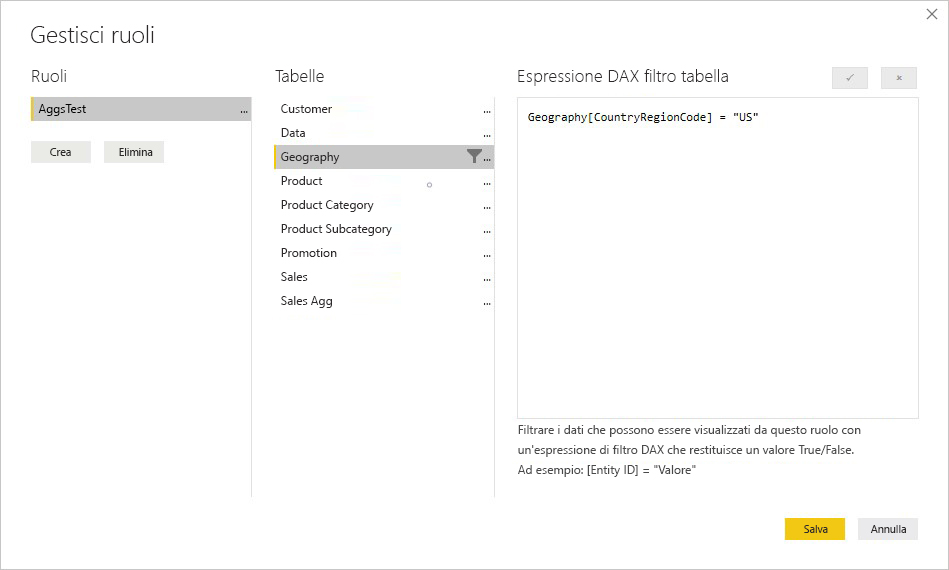 Gestisci ruoli
Ruoli
AggsTest
...
Crea
Elimina
Tabelle
Customer ...
Data ...
Geography ...
Product ...
Product Category ...
Product Subcategory ...
Promotion ...
Sales ...
Sales Agg ...
Espressione DAX filtro tabella
Geography[CountryRegionCode] = "US"
Filtrare i dati che possono essere visualizzati da questo ruolo con
un'espressione di filtro DAX che restituisce un valore True/False.
Ad esempio: [Entity ID] = "Valore"
Salva
Annulla